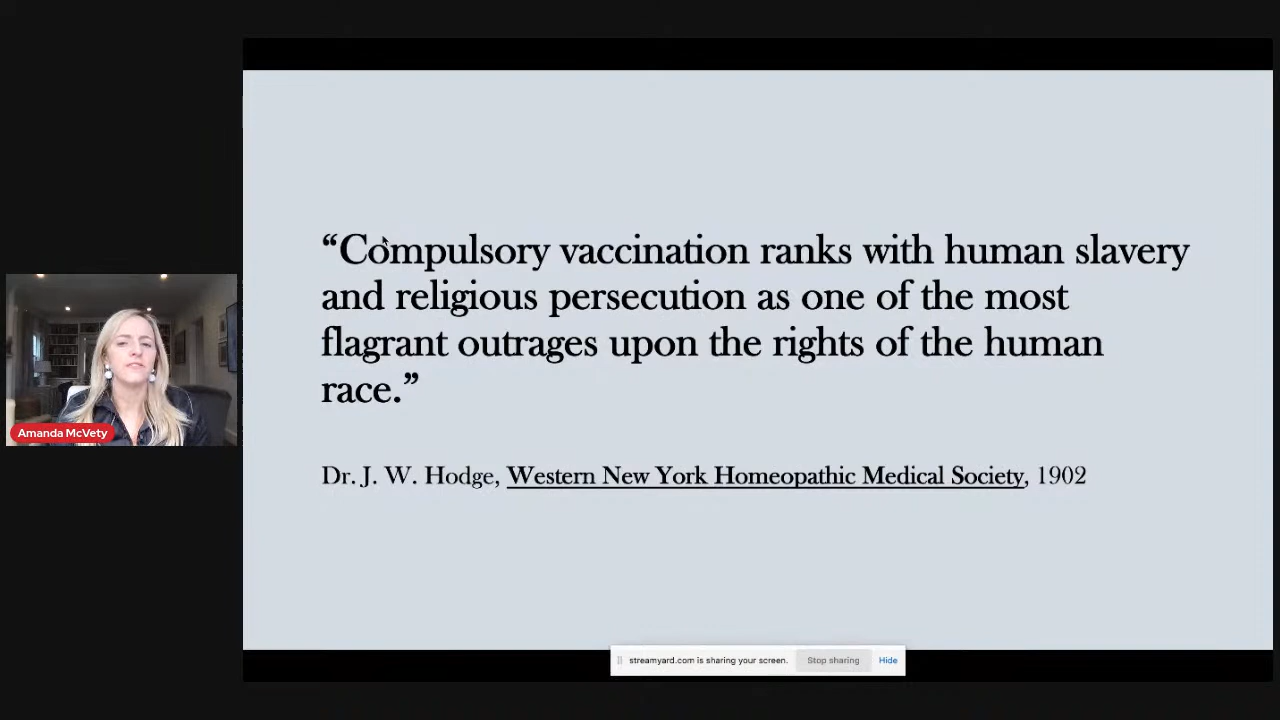 “Compulsory vaccination ranks with human slavery
and religious persecution as one of the most
flagrant outrages upon the rights of the human
race.”
Dr. J. W. Hodge, Western New York Homeopathic Medical Society, 1902
Amanda McVety
streamyard.com is sharing your screen. Stop sharing Hide